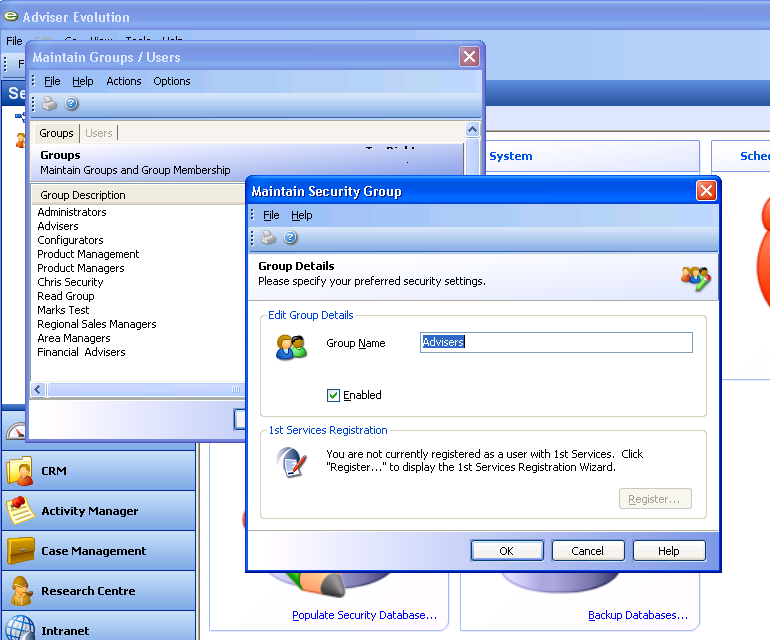 Adviser Evolution
File
Maintain Groups / Users
File Help Actions Options
Groups Users
Groups
Maintain Groups and Group Membership
Group Description
Administrators
Advisers
Configurators
Product Management
Product Managers
Chris Security
Read Group
Marks Test
Regional Sales Managers
Area Managers
Financial Advisers
System
Maintain Security Group
File Help
Group Details
Please specify your preferred security settings.
Edit Group Details
Group Name Advisers
Enabled
1st Services Registration
You are not currently registered as a user with 1st Services. Click
"Register..." to display the 1st Services Registration Wizard.
Register...
OK Cancel Help
CRM
Activity Manager
Case Management
Research Centre
Intranet
Populate Security Database...
Backup Databases...